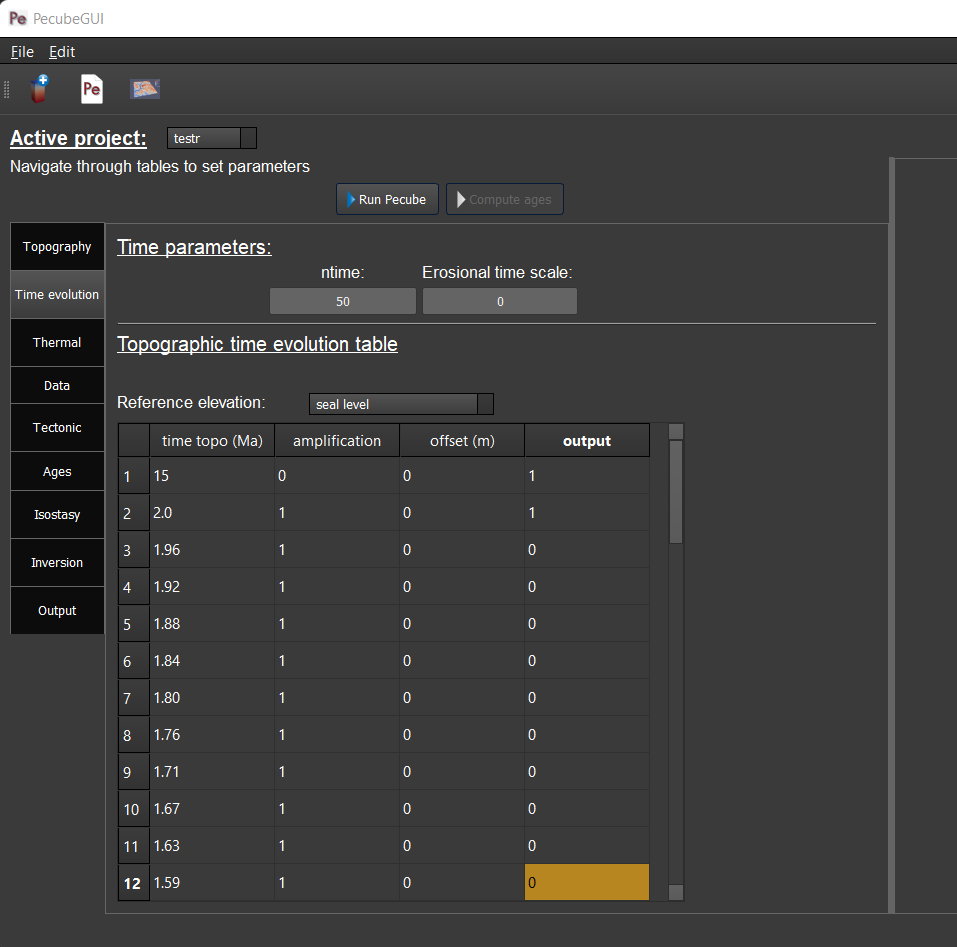 Pe PecubeGUI
File Edit
Pe
Active project: testr
Navigate through tables to set parameters
Run Pecube Compute ages
Topography
Time evolution
Thermal
Data
Tectonic
Ages
Isostasy
Inversion
Output
Time parameters:
ntime: Erosional time scale:
50 0
Topographic time evolution table
Reference elevation: seal level
time topo (Ma) amplification offset (m) output
1 15 0 0 1
2 2.0 1 0 1
3 1.96 1 0 0
4 1.92 1 0 0
5 1.88 1 0 0
6 1.84 1 0 0
7 1.80 1 0 0
8 1.76 1 0 0
9 1.71 1 0 0
10 1.67 1 0 0
11 1.63 1 0 0
12 1.59 1 0 0